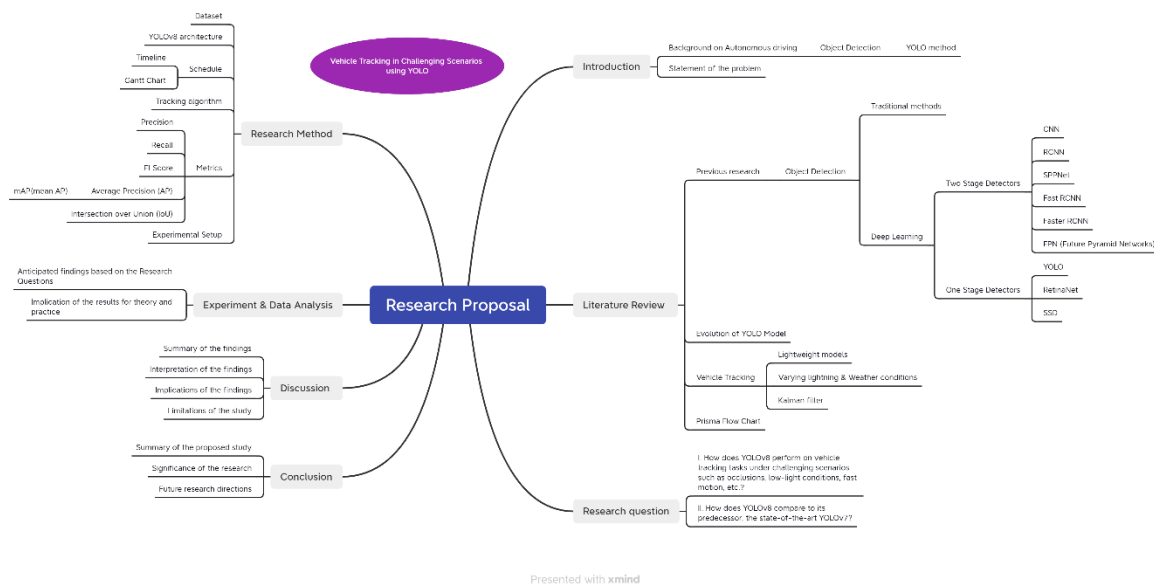 Vehicle Tracking in Challenging Scenarios
using YOLO
Research Proposal
Introduction
Background on Autonomous driving
Object Detection
YOLO method
Statement of the problem
Literature Review
Previous research
Object Detection
Traditional methods
Deep Learning
Two Stage Detectors
CNN
RCNN
SPPNet
Fast RCNN
Faster RCNN
FPN (Future Pyramid Networks)
One Stage Detectors
YOLO
RetinaNet
SSD
Evolution of YOLO Model
Vehicle Tracking
Lightweight models
Varying lightning & Weather conditions
Kalman filter
Prisma Flow Chart
Research question
I. How does YOLOv8 perform on vehicle
tracking tasks under challenging scenarios
such as occlusions, low-light conditions, fast
motion, etc.?
II. How does YOLOv8 compare to its
predecessor, the state-of-the-art YOLOv7?
Research Method
Dataset
YOLOv8 architecture
Schedule
Timeline
Gantt Chart
Tracking algorithm
Metrics
Precision
Recall
F1 Score
Average Precision (AP)
mAP(mean AP)
Intersection over Union (IoU)
Experimental Setup
Experiment & Data Analysis
Anticipated findings based on the Research
Questions
Implication of the results for theory and
practice
Discussion
Summary of the findings
Interpretation of the findings
Implications of the findings
Limitations of the study
Conclusion
Summary of the proposed study
Significance of the research
Future research directions
Presented with xmind